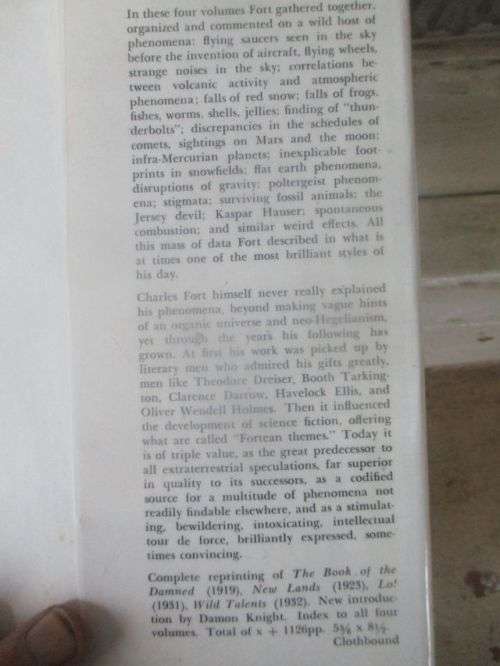 In these four volumes Fort gathered together,
organized and commented on a wild host of
phenomena: flying saucers seen in the sky
before the invention of aircraft, flying wheels,
strange noises in the sky; correlations be-
tween volcanic activity and atmospheric
phenomena; falls of red snow; falls of frogs,
fishes, worms, shells, jellies; finding of "thun-
derbolts"; discrepancies in the schedules of
comets, sightings on Mars and the moon;
infra-Mercurian planets; inexplicable foot-
prints in snowfields; flat earth phenomena,
disruptions of gravity; poltergeist phenom-
ena; stigmata; surviving fossil animals; the
Jersey devil; Kaspar Hauser; spontaneous
combustion; and similar weird effects. All
this mass of data Fort described in what is
at times one of the most brilliant styles of
his day.
Charles Fort himself never really explained
his phenomena, beyond making vague hints
of an organic universe and neo-Hegelianism,
yet through the years his following has
grown. At first his work was picked up by
literary men who admired his gifts greatly,
men like Theodore Dreiser, Booth Tarking-
ton, Clarence Darrow, Havelock Ellis, and
Oliver Wendell Holmes. Then it influenced
the development of science fiction, offering
what are called "Fortean themes." Today it
is of triple value, as the great predecessor to
all extraterrestrial speculations, far superior
in quality to its successors, as a codified
source for a multitude of phenomena not
readily findable elsewhere, and as a stimulat-
ing, bewildering, intoxicating, intellectual
tour de force, brilliantly expressed, some-
times convincing.
Complete reprinting of The Book of the
Damned (1919), New Lands (1923), Lo!
(1931), Wild Talents (1932). New introduc-
tion by Damon Knight. Index to all four
volumes. Total of x + 1126pp. 5⅜ x 8½.
Clothbound